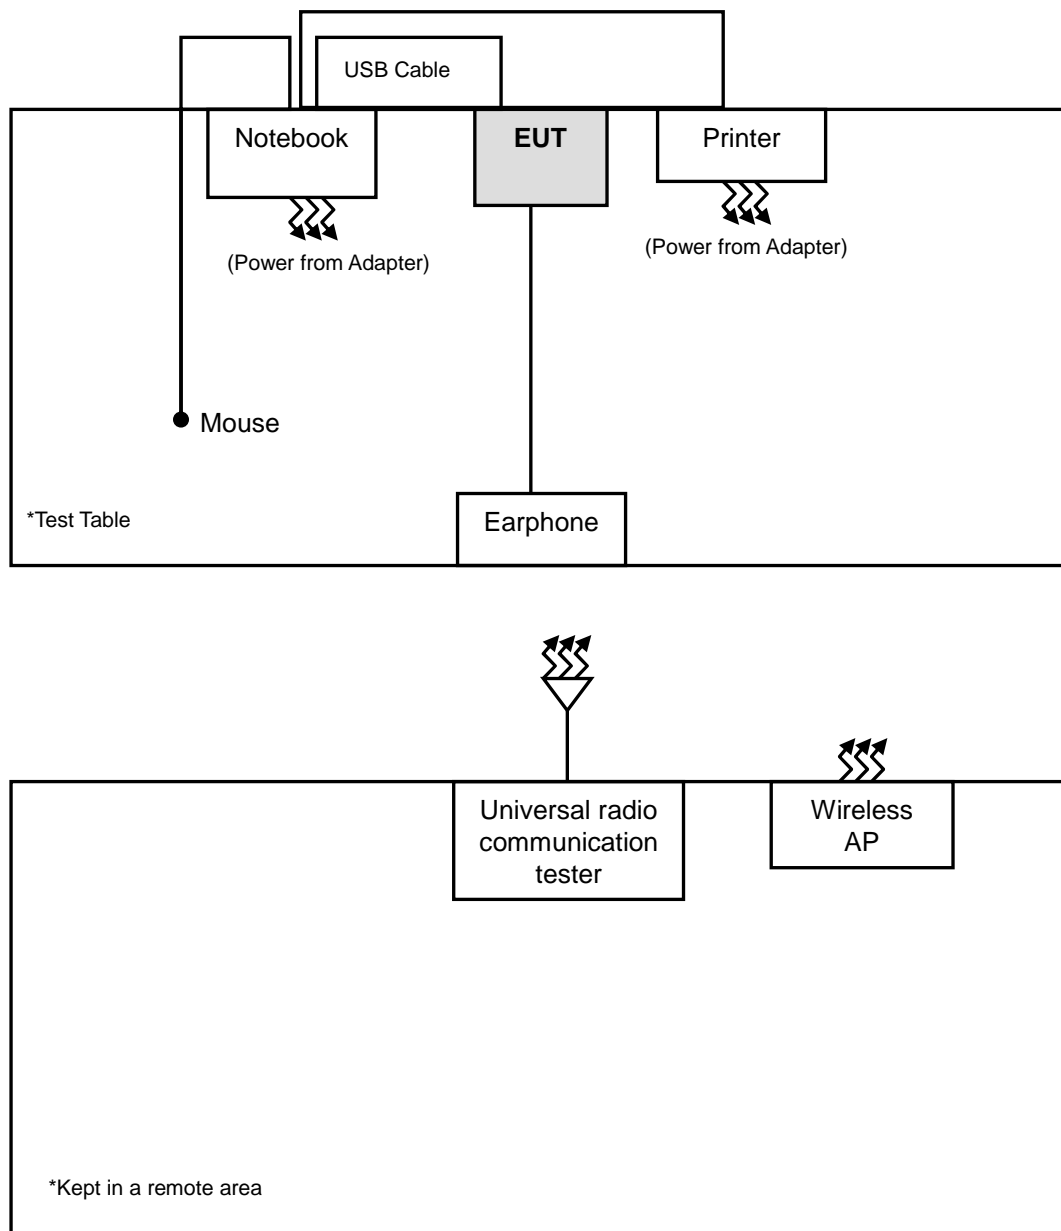 USB Cable
Notebook
EUT
Printer
(Power from Adapter)
(Power from Adapter)
Mouse
*Test Table
Earphone
Universal radio
communication
tester
Wireless
AP
*Kept in a remote area